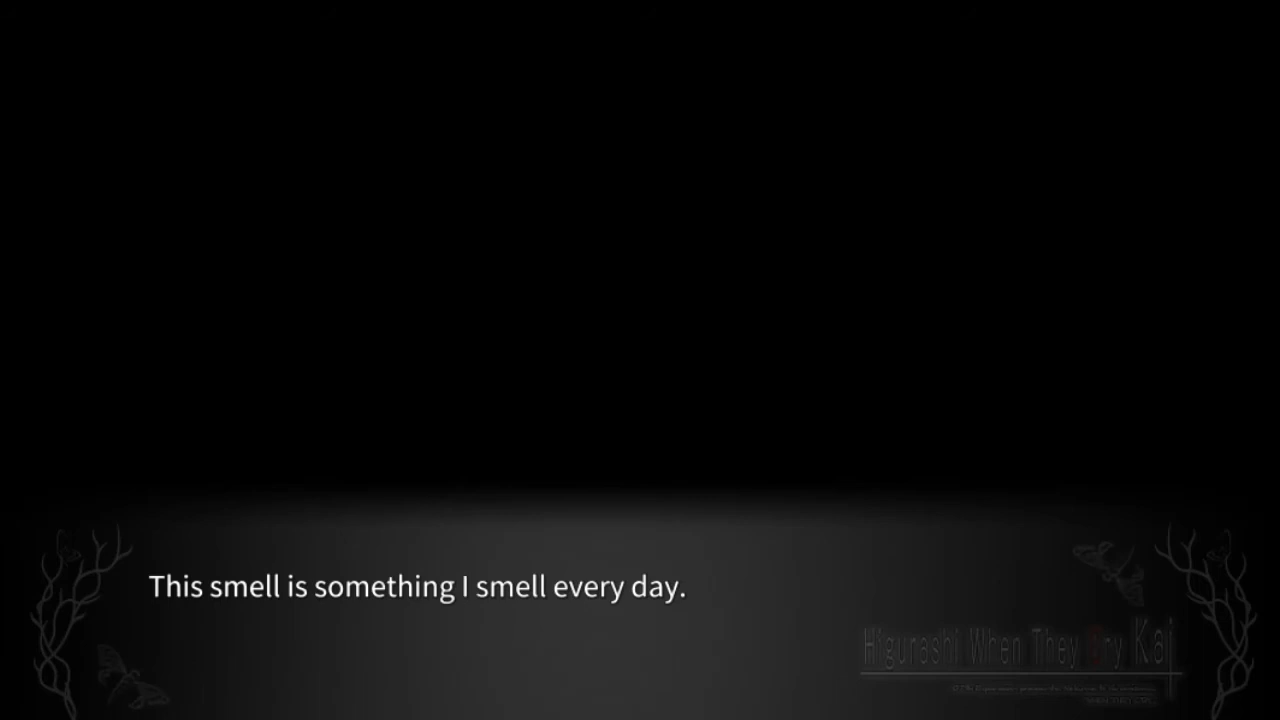 This smell is something I smell every day.
Higurashi When They Cry Kai